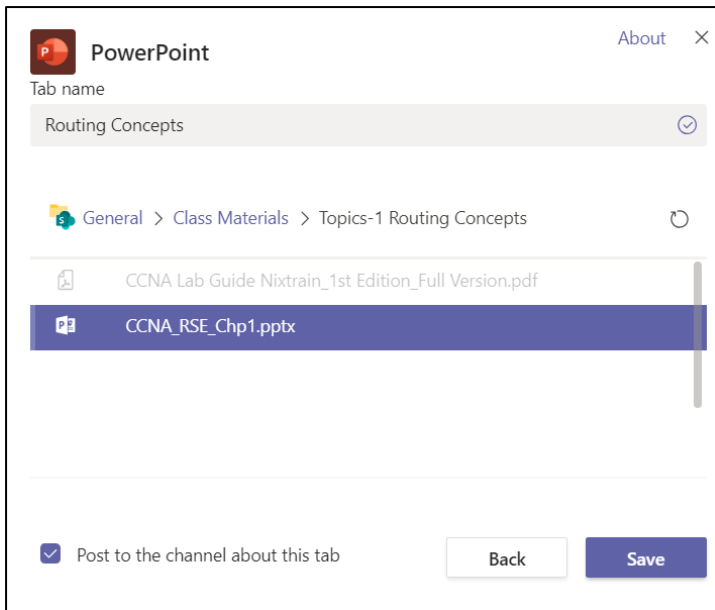 PowerPoint
About
Tab name
Routing Concepts
General > Class Materials > Topics-1 Routing Concepts
CCNA Lab Guide Nixtrain_1st Edition_Full Version.pdf
CCNA_RSE_Chp1.pptx
Post to the channel about this tab
Back
Save